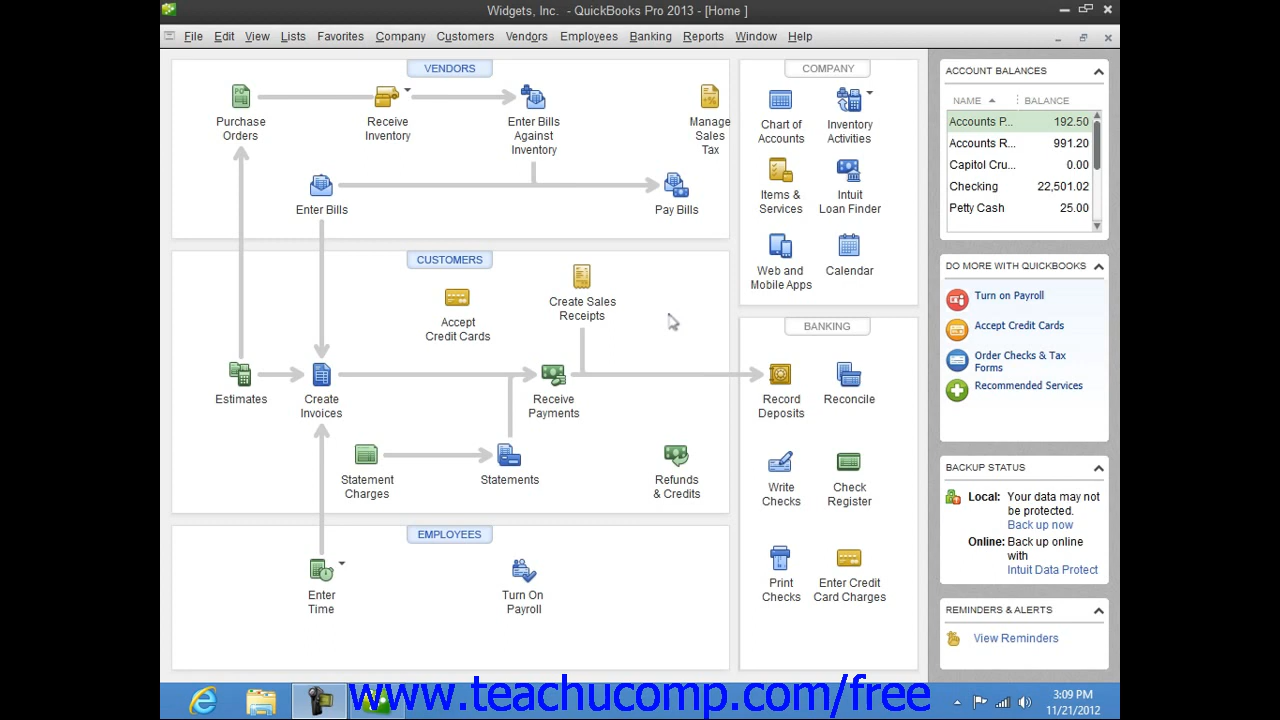 Widgets, Inc. - QuickBooks Pro 2013 - [Home ]
File Edit View Lists Favorites Company Customers Vendors Employees Banking Reports Window Help
VENDORS
Purchase
Orders
Receive
Inventory
Enter Bills
Against
Inventory
Manage
Sales
Tax
Enter Bills
Pay Bills
CUSTOMERS
Create Sales
Receipts
Accept
Credit Cards
Estimates
Create
Invoices
Receive
Payments
Statement
Charges
Statements
Refunds
& Credits
EMPLOYEES
Enter
Time
Turn On
Payroll
COMPANY
Chart of
Accounts
Inventory
Activities
Items &
Services
Intuit
Loan Finder
Web and
Mobile Apps
Calendar
BANKING
Record
Deposits
Reconcile
Write
Checks
Check
Register
Print
Checks
Enter Credit
Card Charges
ACCOUNT BALANCES
NAME BALANCE
Accounts P... 192.50
Accounts R... 991.20
Capitol Cru... 0.00
Checking 22,501.02
Petty Cash 25.00
DO MORE WITH QUICKBOOKS
Turn on Payroll
Accept Credit Cards
Order Checks & Tax
Forms
Recommended Services
BACKUP STATUS
Local: Your data may not
be protected.
Back up now
Online: Back up online
with
Intuit Data Protect
REMINDERS & ALERTS
View Reminders
www.teachucomp.com/free
3:09 PM
11/21/2012